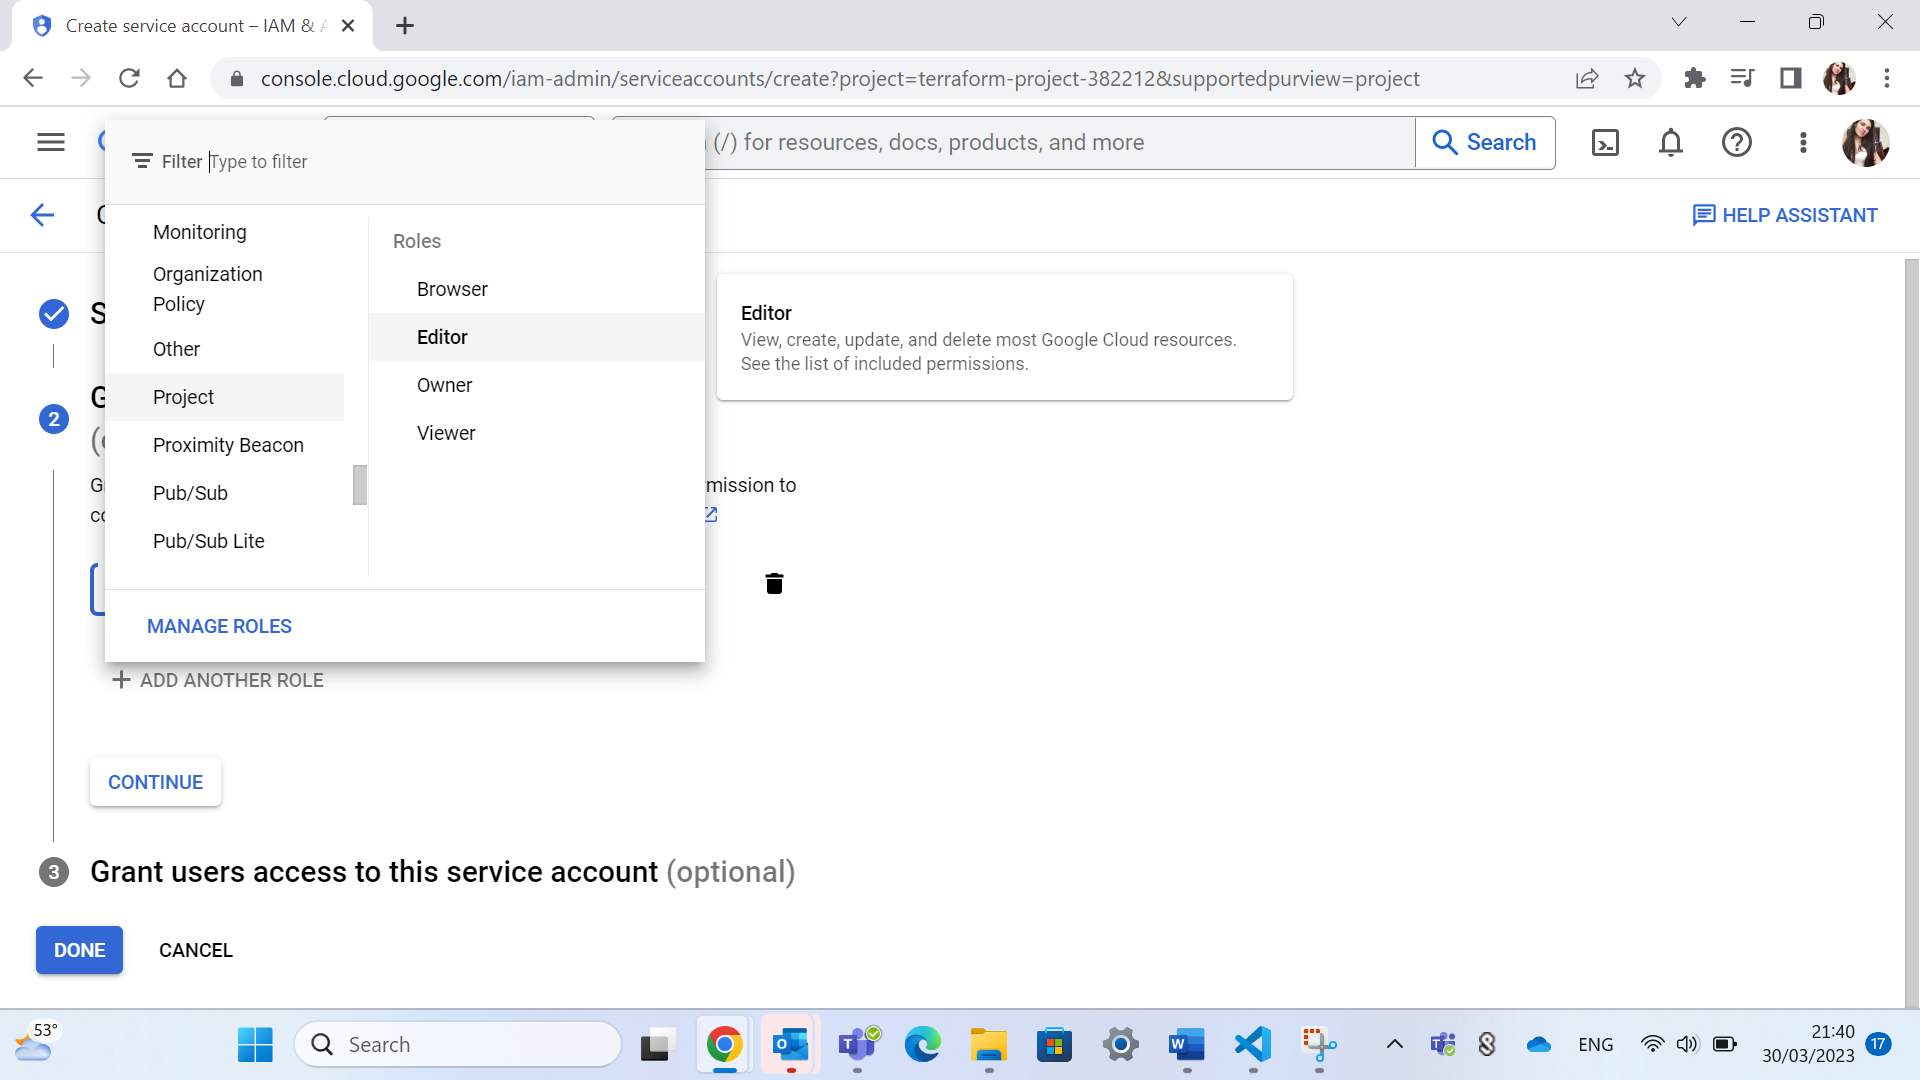 Create service account – IAM & A
console.cloud.google.com/iam-admin/serviceaccounts/create?project=terraform-project-382212&supportedpurview=project
Filter Type to filter
(/) for resources, docs, products, and more
Search
HELP ASSISTANT
Monitoring
Organization
Policy
Other
Project
Proximity Beacon
Pub/Sub
Pub/Sub Lite
Roles
Browser
Editor
Owner
Viewer
MANAGE ROLES
Editor
View, create, update, and delete most Google Cloud resources.
See the list of included permissions.
2
mission to
ADD ANOTHER ROLE
CONTINUE
3 Grant users access to this service account (optional)
DONE CANCEL
53°
Search
ENG
21:40
30/03/2023
17